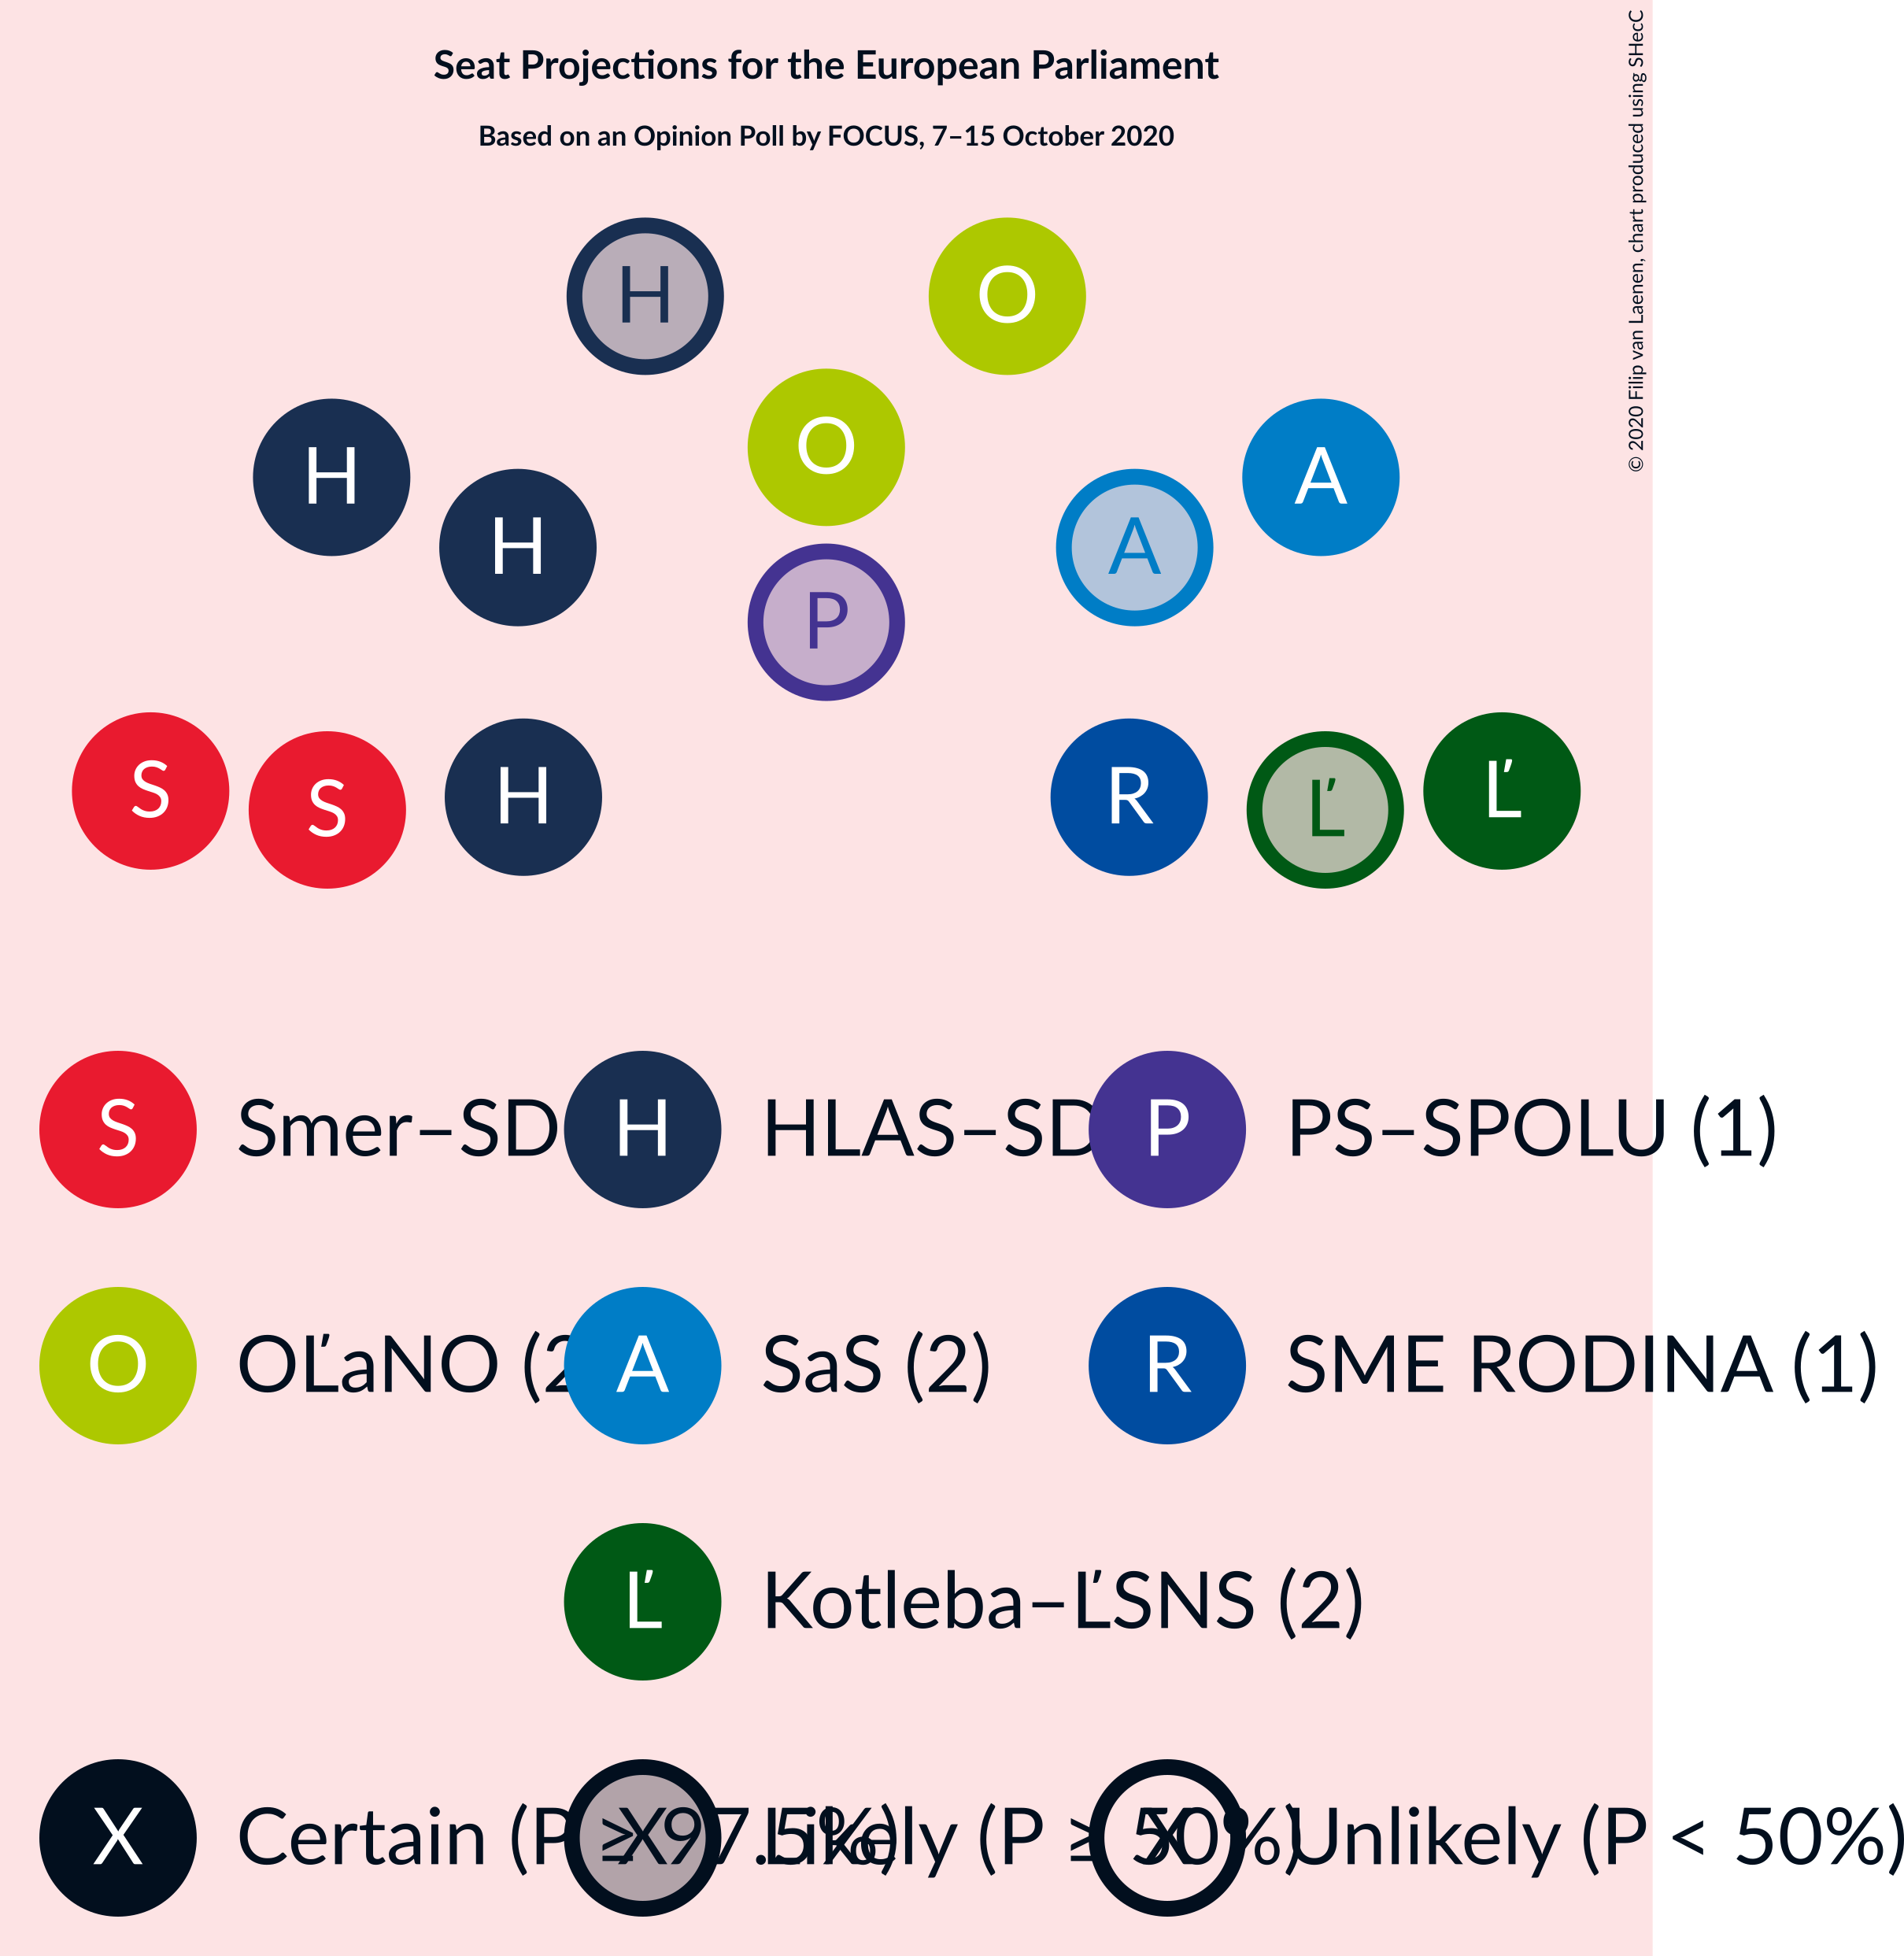 Seat Projections for the European Parliament
Based on an Opinion Poll by FOCUS, 7–15 October 2020
© 2020 Filip van Laenen, chart produced using SHecC
H O
O
H A
H A
P
S L' R
S H Ľ Ľ
S Smer–SD H HLAS–SD P PS–SPOLU (1)
O OĽaNO (2 A SaS (2) R SME RODINA (1)
Ľ Kotleba–ĽSNS (2)
X Certain (P ≥ 97.5%) X Likely (P ≥ 50%) X Unlikely (P < 50%)